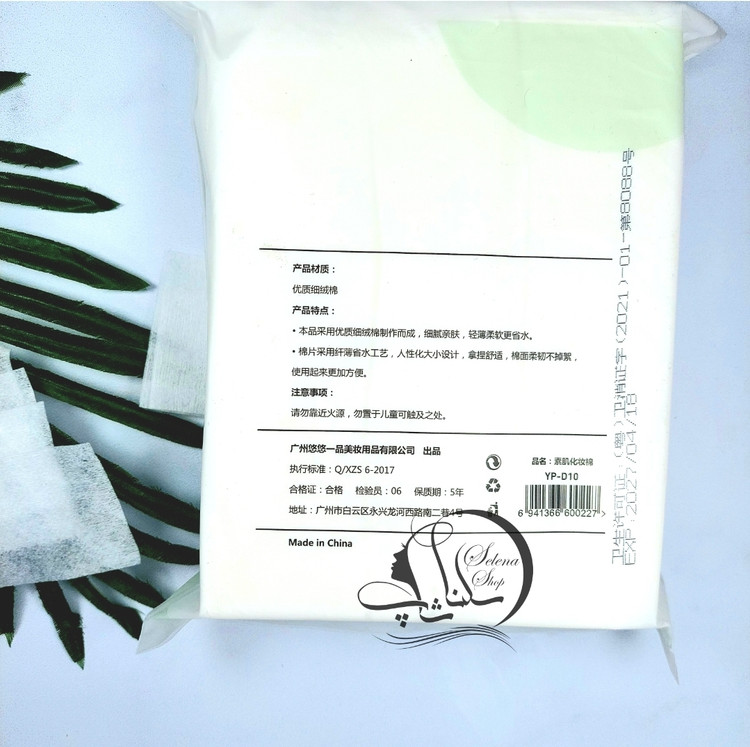 产品材质：
优质细绒棉
产品特点：
• 本品采用优质细绒棉制作而成，细腻亲肤，轻薄柔软更省水。
• 棉片采用纤薄省水工艺，人性化大小设计，拿捏舒适，棉面柔韧不掉絮，
使用起来更加方便。
注意事项：
请勿靠近火源，勿置于儿童可触及之处。
广州悠悠一品美妆用品有限公司 出品
执行标准：Q/XZS 6-2017
合格证：合格 检验员：06 保质期：5年
地址：广州市白云区永兴龙河西路南二巷4号
Made in China
品名：素肌化妆棉
YP-D10
6 941366 600227 >
卫生许可证（粤）卫消证字（2021）-01-第8088号
EXP：2027/04/18
Selena
Shop
سلنا شاپ